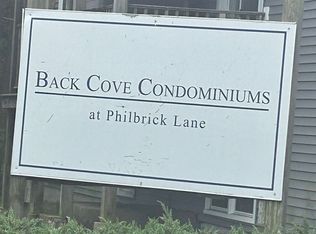 BACK COVE CONDOMINIUMS
at Philbrick Lane